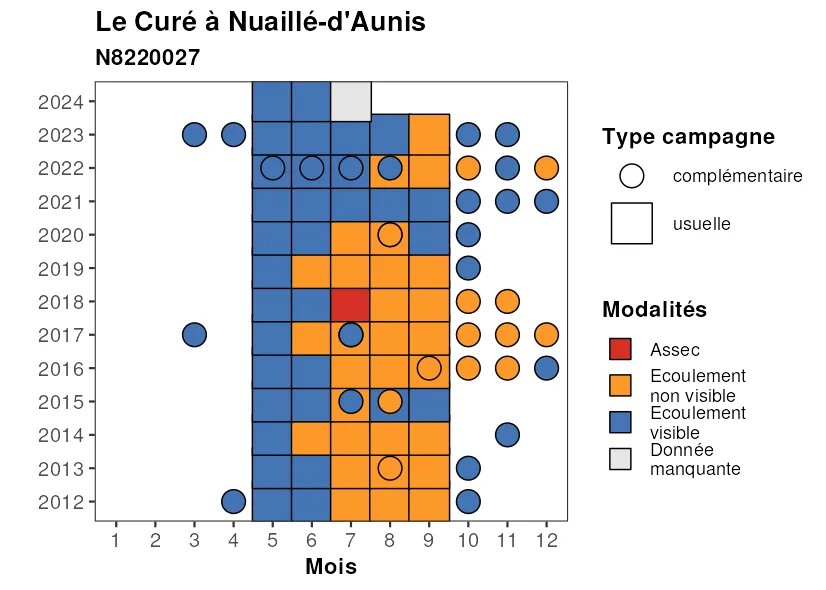 Le Curé à Nuaillé-d'Aunis
N8220027
2024
2023
2022
2021
2020
2019
2018
2017
2016
2015
2014
2013
2012
1 2 3 4 5 6 7 8 9 10 11 12
Mois
Type campagne
complémentaire
usuelle
Modalités
Assec
Ecoulement
non visible
Ecoulement
visible
Donnée
manquante